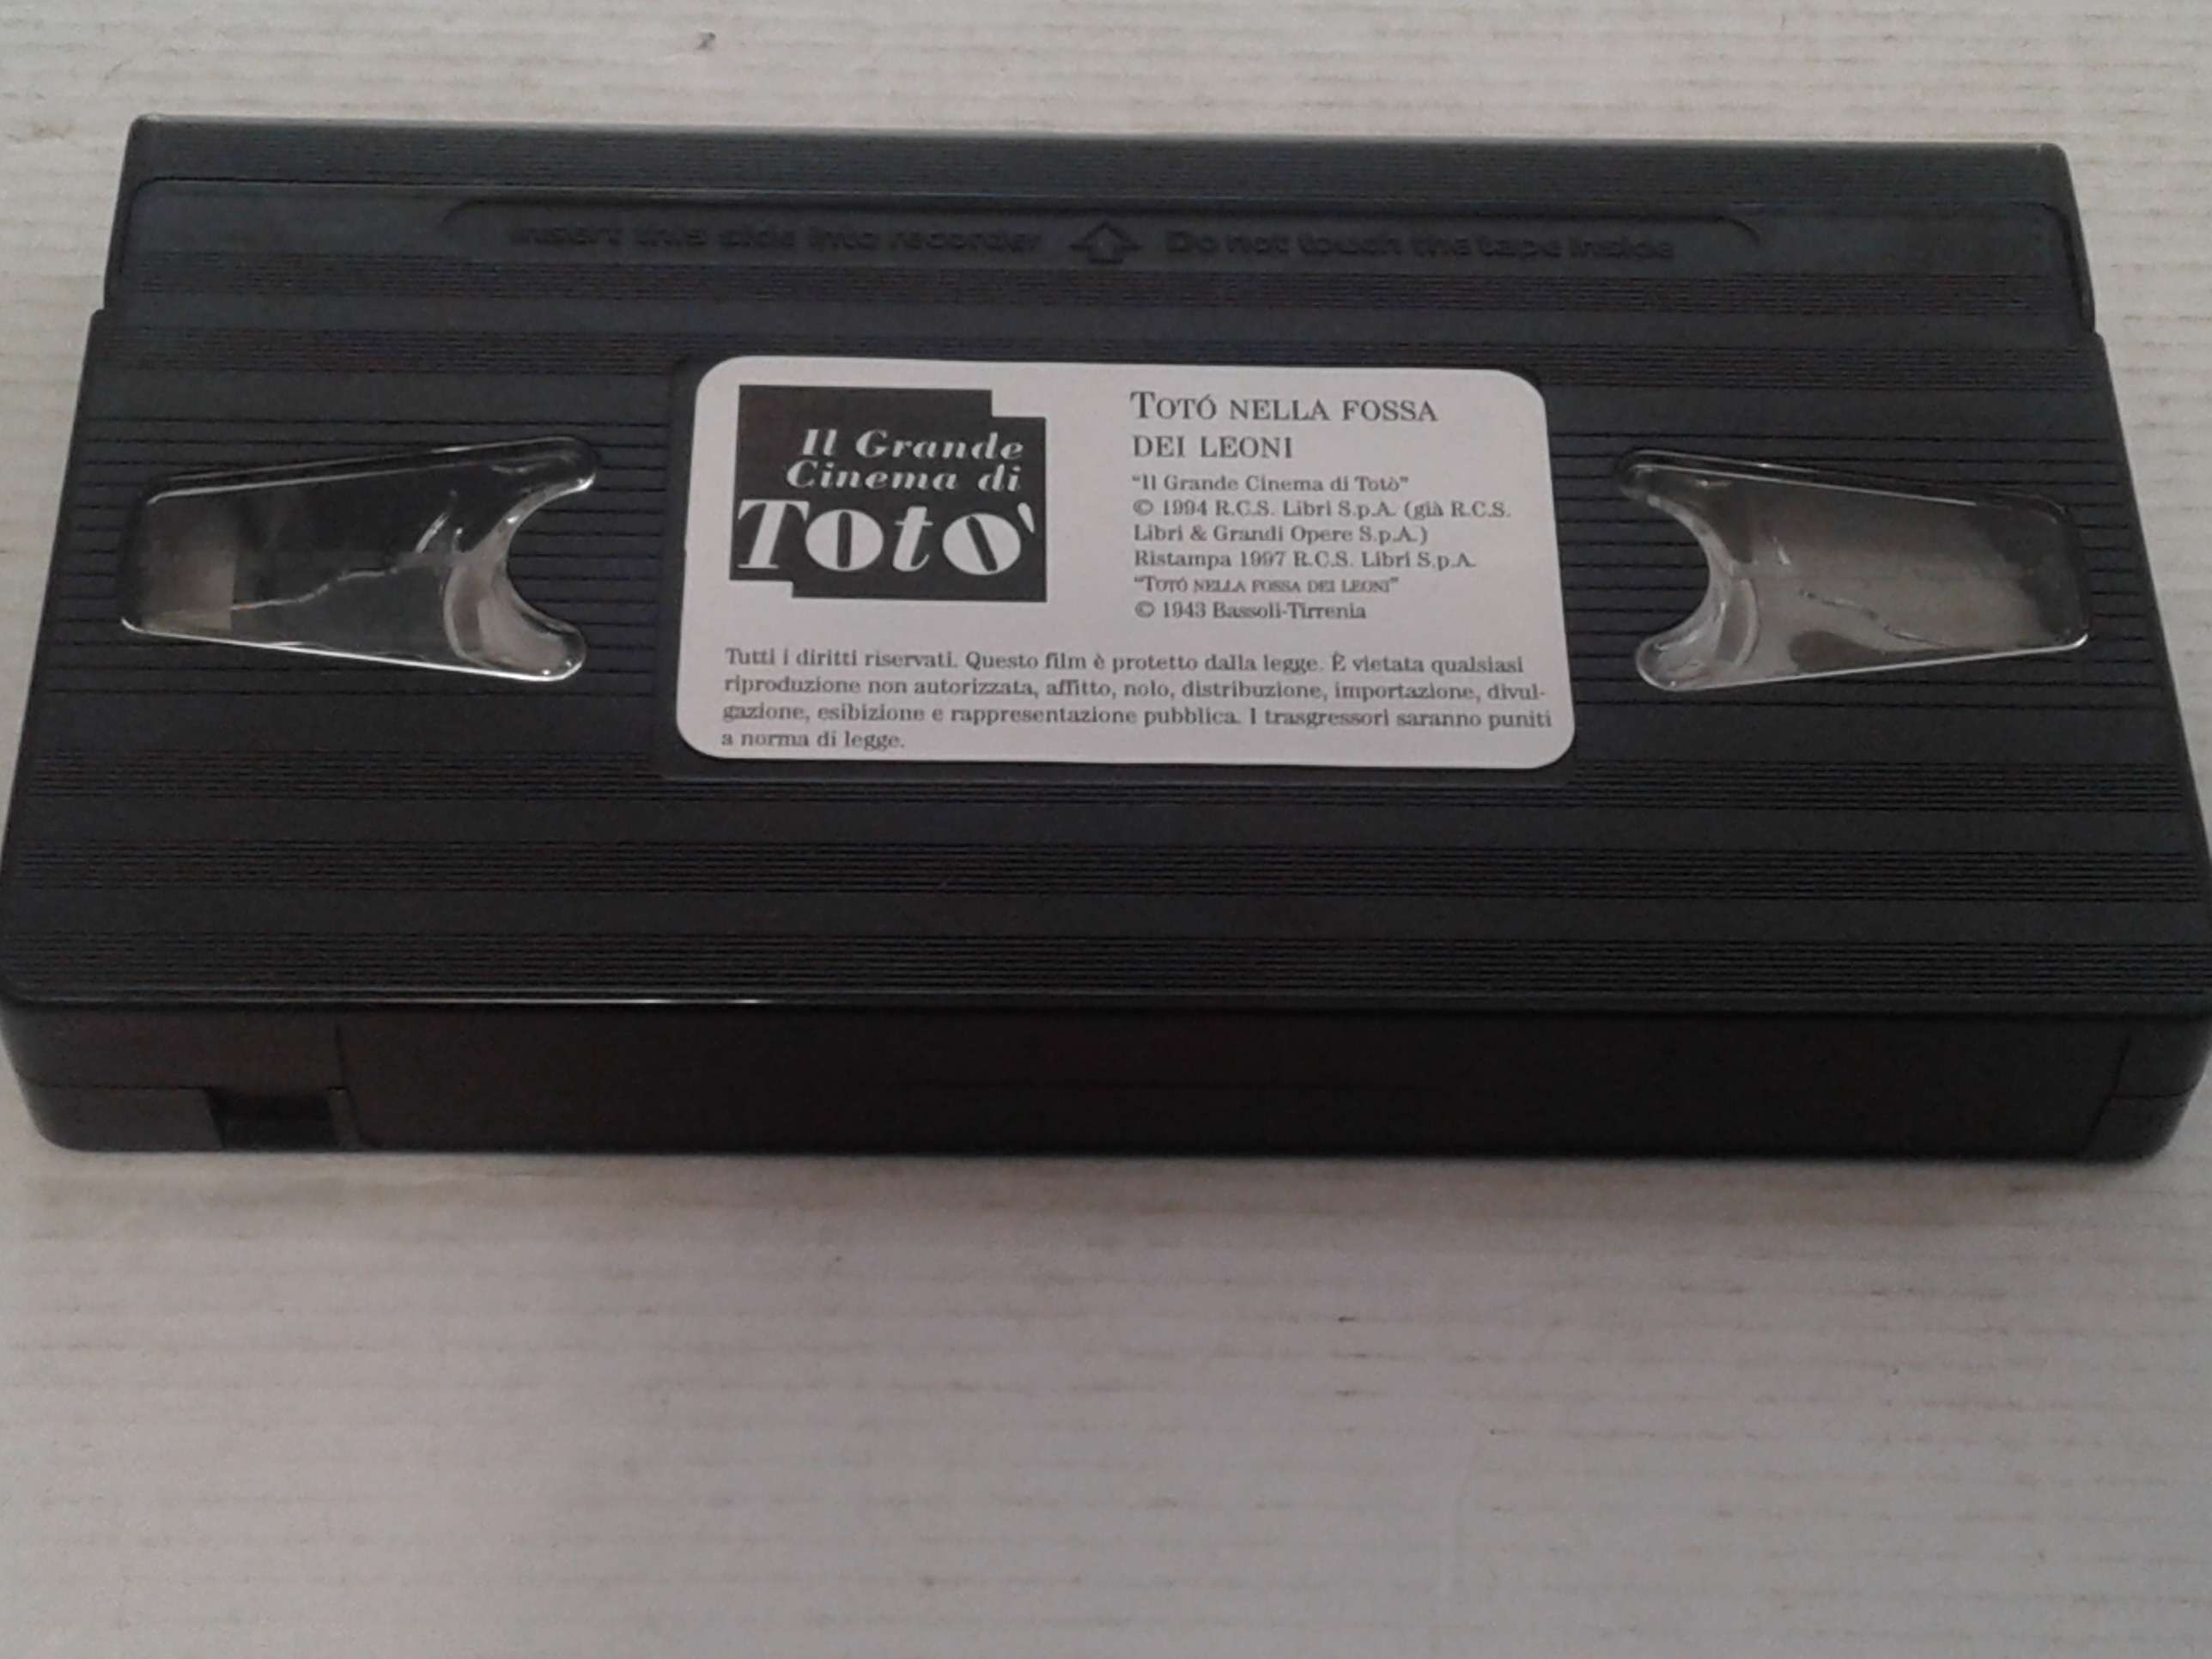 Insert this side into recorder Do not touch the tape inside
Il Grande
Cinema di
Totò
TOTÓ NELLA FOSSA
DEI LEONI
"Il Grande Cinema di Totò"
© 1994 R.C.S. Libri S.p.A. (già R.C.S.
Libri & Grandi Opere S.p.A.)
Ristampa 1997 R.C.S. Libri S.p.A.
"TOTÓ NELLA FOSSA DEI LEONI"
© 1943 Bassoli-Tirrenia
Tutti i diritti riservati. Questo film è protetto dalla legge. È vietata qualsiasi
riproduzione non autorizzata, affitto, nolo, distribuzione, importazione, divul-
gazione, esibizione e rappresentazione pubblica. I trasgressori saranno puniti
a norma di legge.